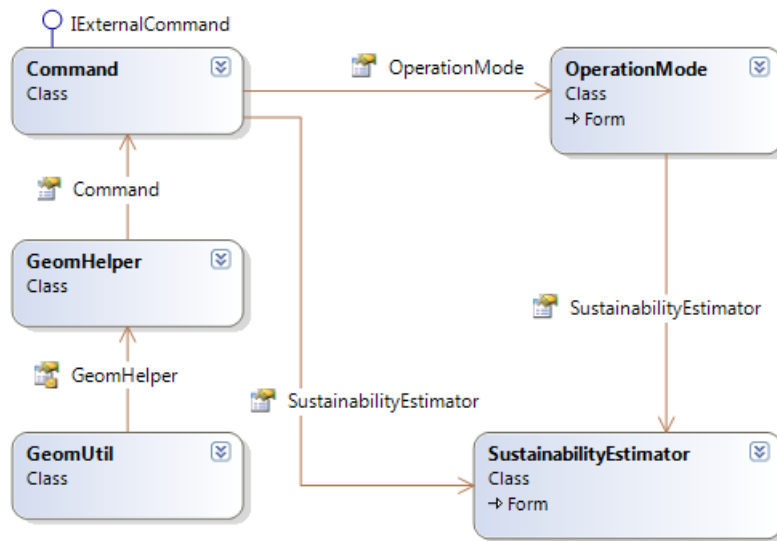 IExternalCommand
Command
Class
OperationMode
OperationMode
Class
Form
Command
GeomHelper
Class
SustainabilityEstimator
GeomHelper
SustainabilityEstimator
GeomUtil
Class
SustainabilityEstimator
Class
Form